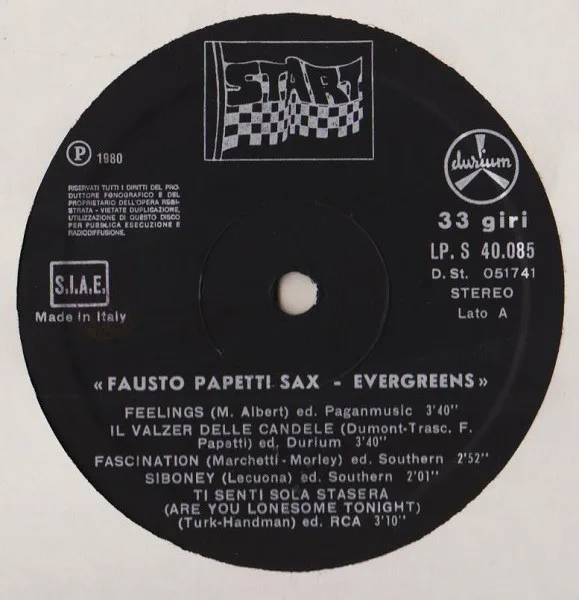 START
℗ 1980
RISERVATI TUTTI I DIRITTI DEL PRO-
DUTTORE FONOGRAFICO E DEL
PROPRIETARIO DELL'OPERA REGI-
STRATA - VIETATE DUPLICAZIONE,
UTILIZZAZIONE DI QUESTO DISCO
PER PUBBLICA ESECUZIONE E
RADIODIFFUSIONE.
S.I.A.E.
Made in Italy
durium
33 giri
LP. S 40.085
D. St. 051741
STEREO
Lato A
« FAUSTO PAPETTI SAX - EVERGREENS »
FEELINGS (M. Albert) ed. Paganmusic 3'40''
IL VALZER DELLE CANDELE (Dumont-Trasc. F.
Papetti) ed. Durium 3'40''
FASCINATION (Marchetti-Morley) ed. Southern 2'52''
SIBONEY (Lecuona) ed. Southern 2'01''
TI SENTI SOLA STASERA
(ARE YOU LONESOME TONIGHT)
(Turk-Handman) ed. RCA 3'10''